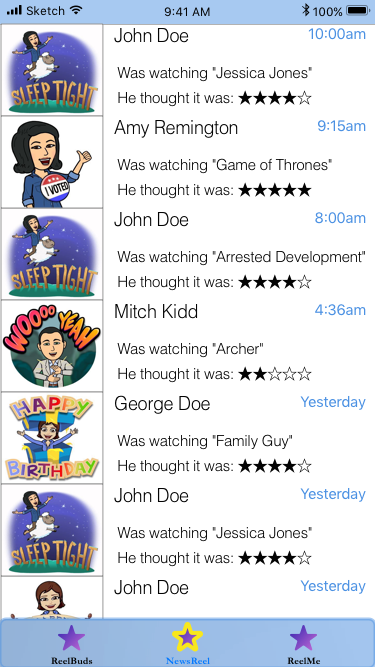 Sketch 9:41 AM 100%
John Doe 10:00am
Was watching "Jessica Jones"
He thought it was: ★★★★☆
SLEEP TIGHT
Amy Remington 9:15am
Was watching "Game of Thrones"
He thought it was: ★★★★★
I VOTED
John Doe 8:00am
Was watching "Arrested Development"
He thought it was: ★★★★☆
SLEEP TIGHT
Mitch Kidd 4:36am
WOOOO YEAH
Was watching "Archer"
He thought it was: ★★☆☆☆
George Doe Yesterday
HAPPY
Was watching "Family Guy"
He thought it was: ★★★★☆
BIRTHDAY
John Doe Yesterday
Was watching "Jessica Jones"
He thought it was: ★★★★☆
SLEEP TIGHT
John Doe Yesterday
ReelBuds NewsReel ReelMe